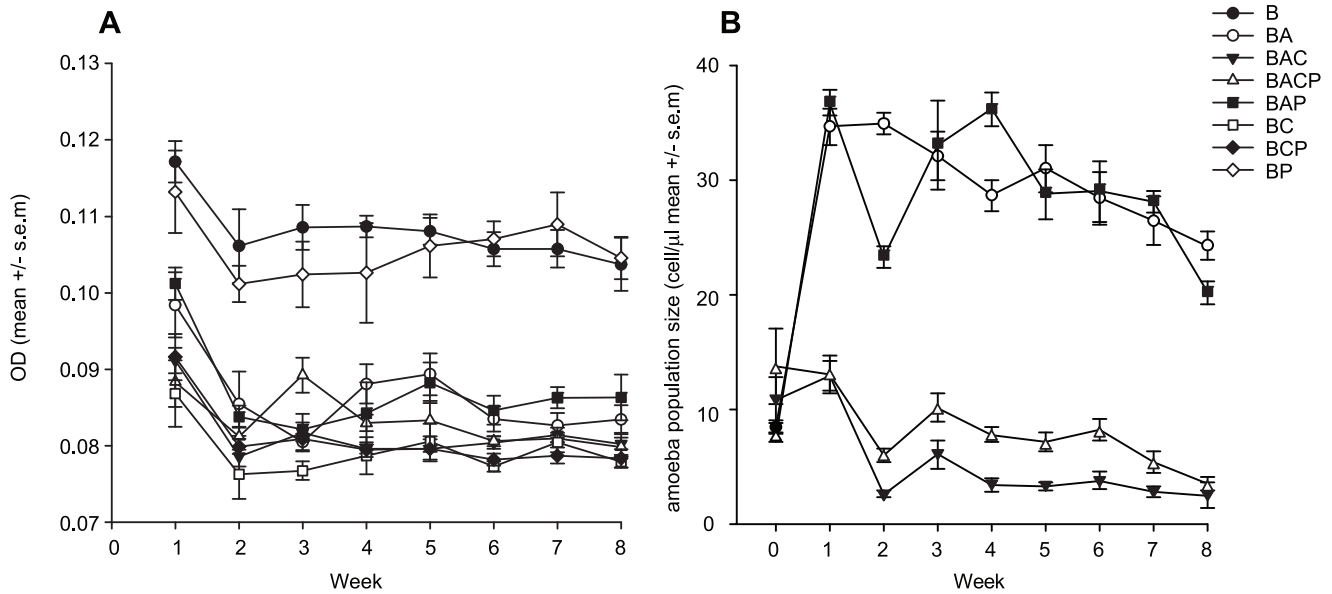 A
B
B
BA
BAC
BACP
BAP
BC
BCP
BP
OD (mean +/- s.e.m)
0.13
0.12
0.11
0.10
0.09
0.08
0.07
0 1 2 3 4 5 6 7 8
Week
amoeba population size (cell/µl mean +/- s.e.m)
40
30
20
10
0
0 1 2 3 4 5 6 7 8
Week